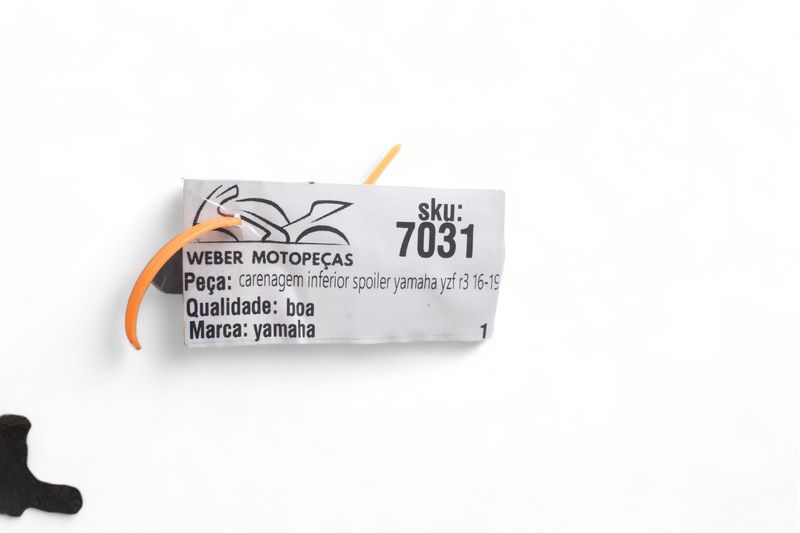 WEBER MOTOPEÇAS
sku:
7031
Peça: carenagem inferior spoiler yamaha yzf r3 16-19
Qualidade: boa
Marca: yamaha
1